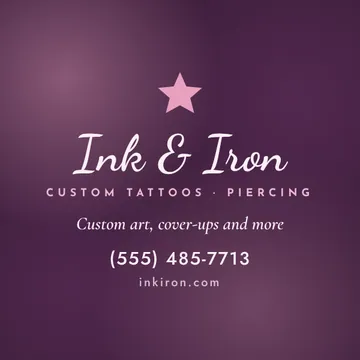 Ink & Iron
CUSTOM TATTOOS · PIERCING
Custom art, cover-ups and more
(555) 485-7713
inkiron.com